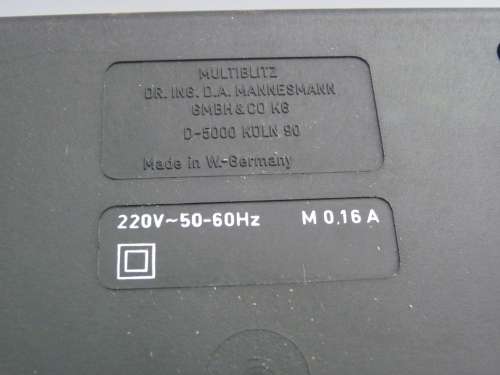 MULTIBLITZ
DR. ING. D.A. MANNESMANN
GMBH & CO KG
D-5000 KÖLN 90
Made in W.-Germany
220V~50-60Hz M 0,16 A